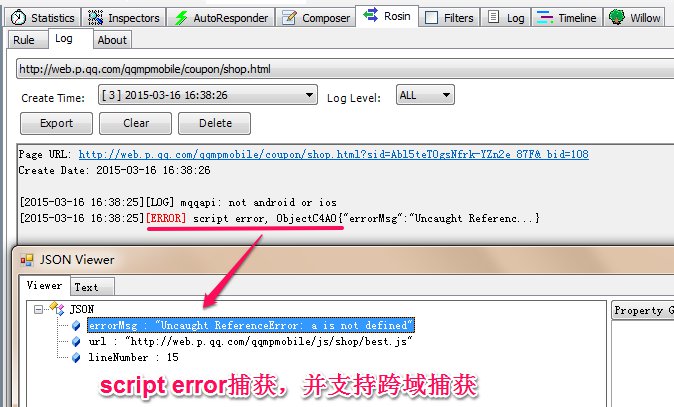 Statistics Inspectors AutoResponder Composer Rosin Filters Log Timeline Willow
Rule Log About
http://web.p.qq.com/qqmpmobile/coupon/shop.html
Create Time: [ 3 ] 2015-03-16 16:38:26 Log Level: ALL
Export Clear Delete
Page URL: http://web.p.qq.com/qqmpmobile/coupon/shop.html?sid=Abl5teTOgsNfrk-YZn2e_87F&_bid=108
Create Date: 2015-03-16 16:38:26
[2015-03-16 16:38:25][LOG] mqqapi: not android or ios
[2015-03-16 16:38:25][ERROR] script error, ObjectC4A0{"errorMsg":"Uncaught Referenc...}
JSON Viewer
Viewer Text
JSON
errorMsg : "Uncaught ReferenceError: a is not defined"
url : "http://web.p.qq.com/qqmpmobile/js/shop/best.js"
lineNumber : 15
Property G
script error捕获，并支持跨域捕获